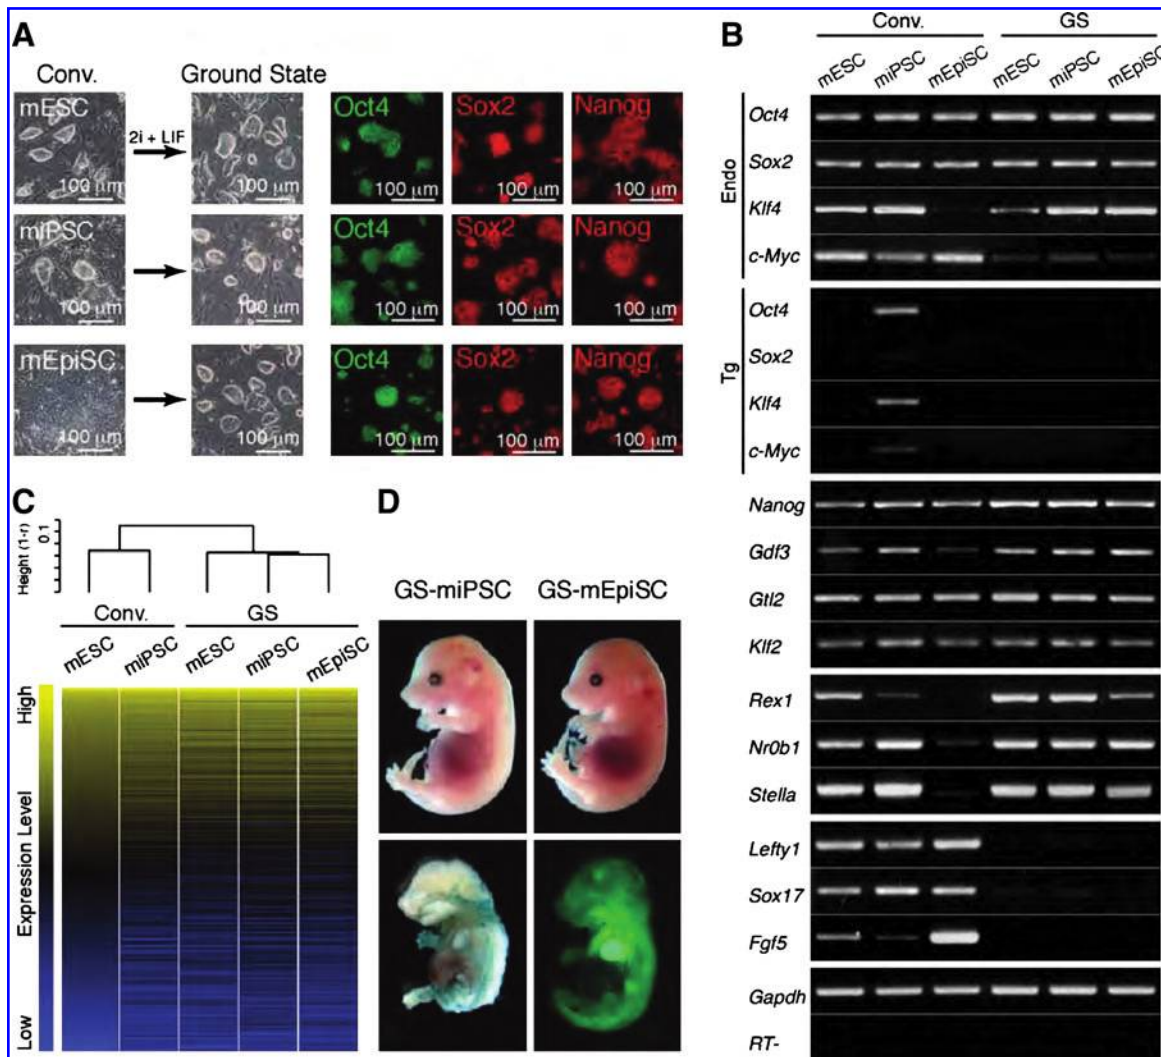 A
Conv.
Ground State
mESC
2i + LIF
Oct4
Sox2
Nanog
100 µm
100 µm
100 µm
100 µm
100 µm
miPSC
Oct4
Sox2
Nanog
100 µm
100 µm
100 µm
100 µm
100 µm
mEpiSC
Oct4
Sox2
Nanog
100 µm
100 µm
100 µm
100 µm
100 µm
B
Conv.
GS
mESC
miPSC
mEpiSC
mESC
miPSC
mEpiSC
Endo
Oct4
Sox2
Klf4
c-Myc
Tg
Oct4
Sox2
Klf4
c-Myc
Nanog
Gdf3
Gtl2
Klf2
Rex1
Nr0b1
Stella
Lefty1
Sox17
Fgf5
Gapdh
RT-
C
Height (1-r)
0.1
Conv.
GS
mESC
miPSC
mESC
miPSC
mEpiSC
High
Expression Level
Low
D
GS-miPSC
GS-mEpiSC